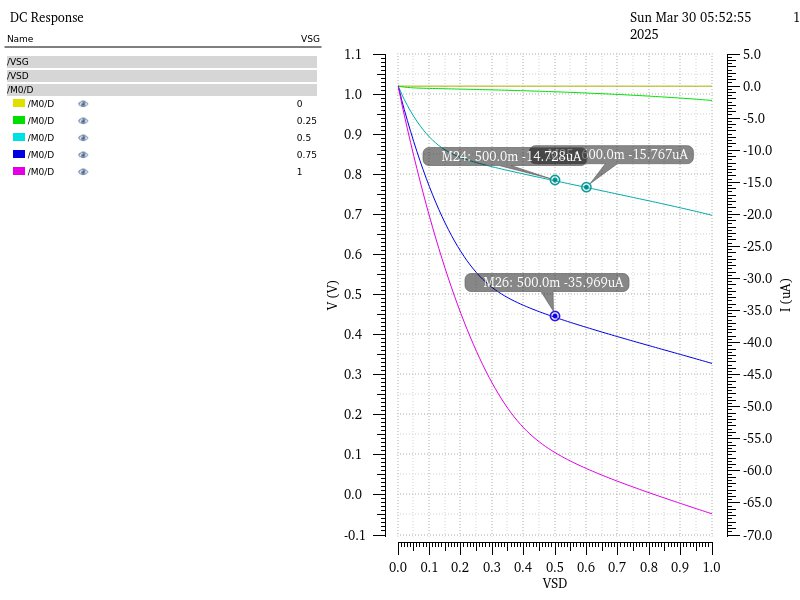 DC Response
Sun Mar 30 05:52:55
2025
1
Name VSG
/VSG
/VSD
/M0/D
/M0/D 0
/M0/D 0.25
/M0/D 0.5
/M0/D 0.75
/M0/D 1
1.1
1.0
0.9
0.8
0.7
0.6
0.5
0.4
0.3
0.2
0.1
0.0
-0.1
V (V)
M24: 500.0m -14.728uA
00.0m -15.767uA
M26: 500.0m -35.969uA
5.0
0.0
-5.0
-10.0
-15.0
-20.0
-25.0
-30.0
-35.0
-40.0
-45.0
-50.0
-55.0
-60.0
-65.0
-70.0
I (uA)
0.0 0.1 0.2 0.3 0.4 0.5 0.6 0.7 0.8 0.9 1.0
VSD